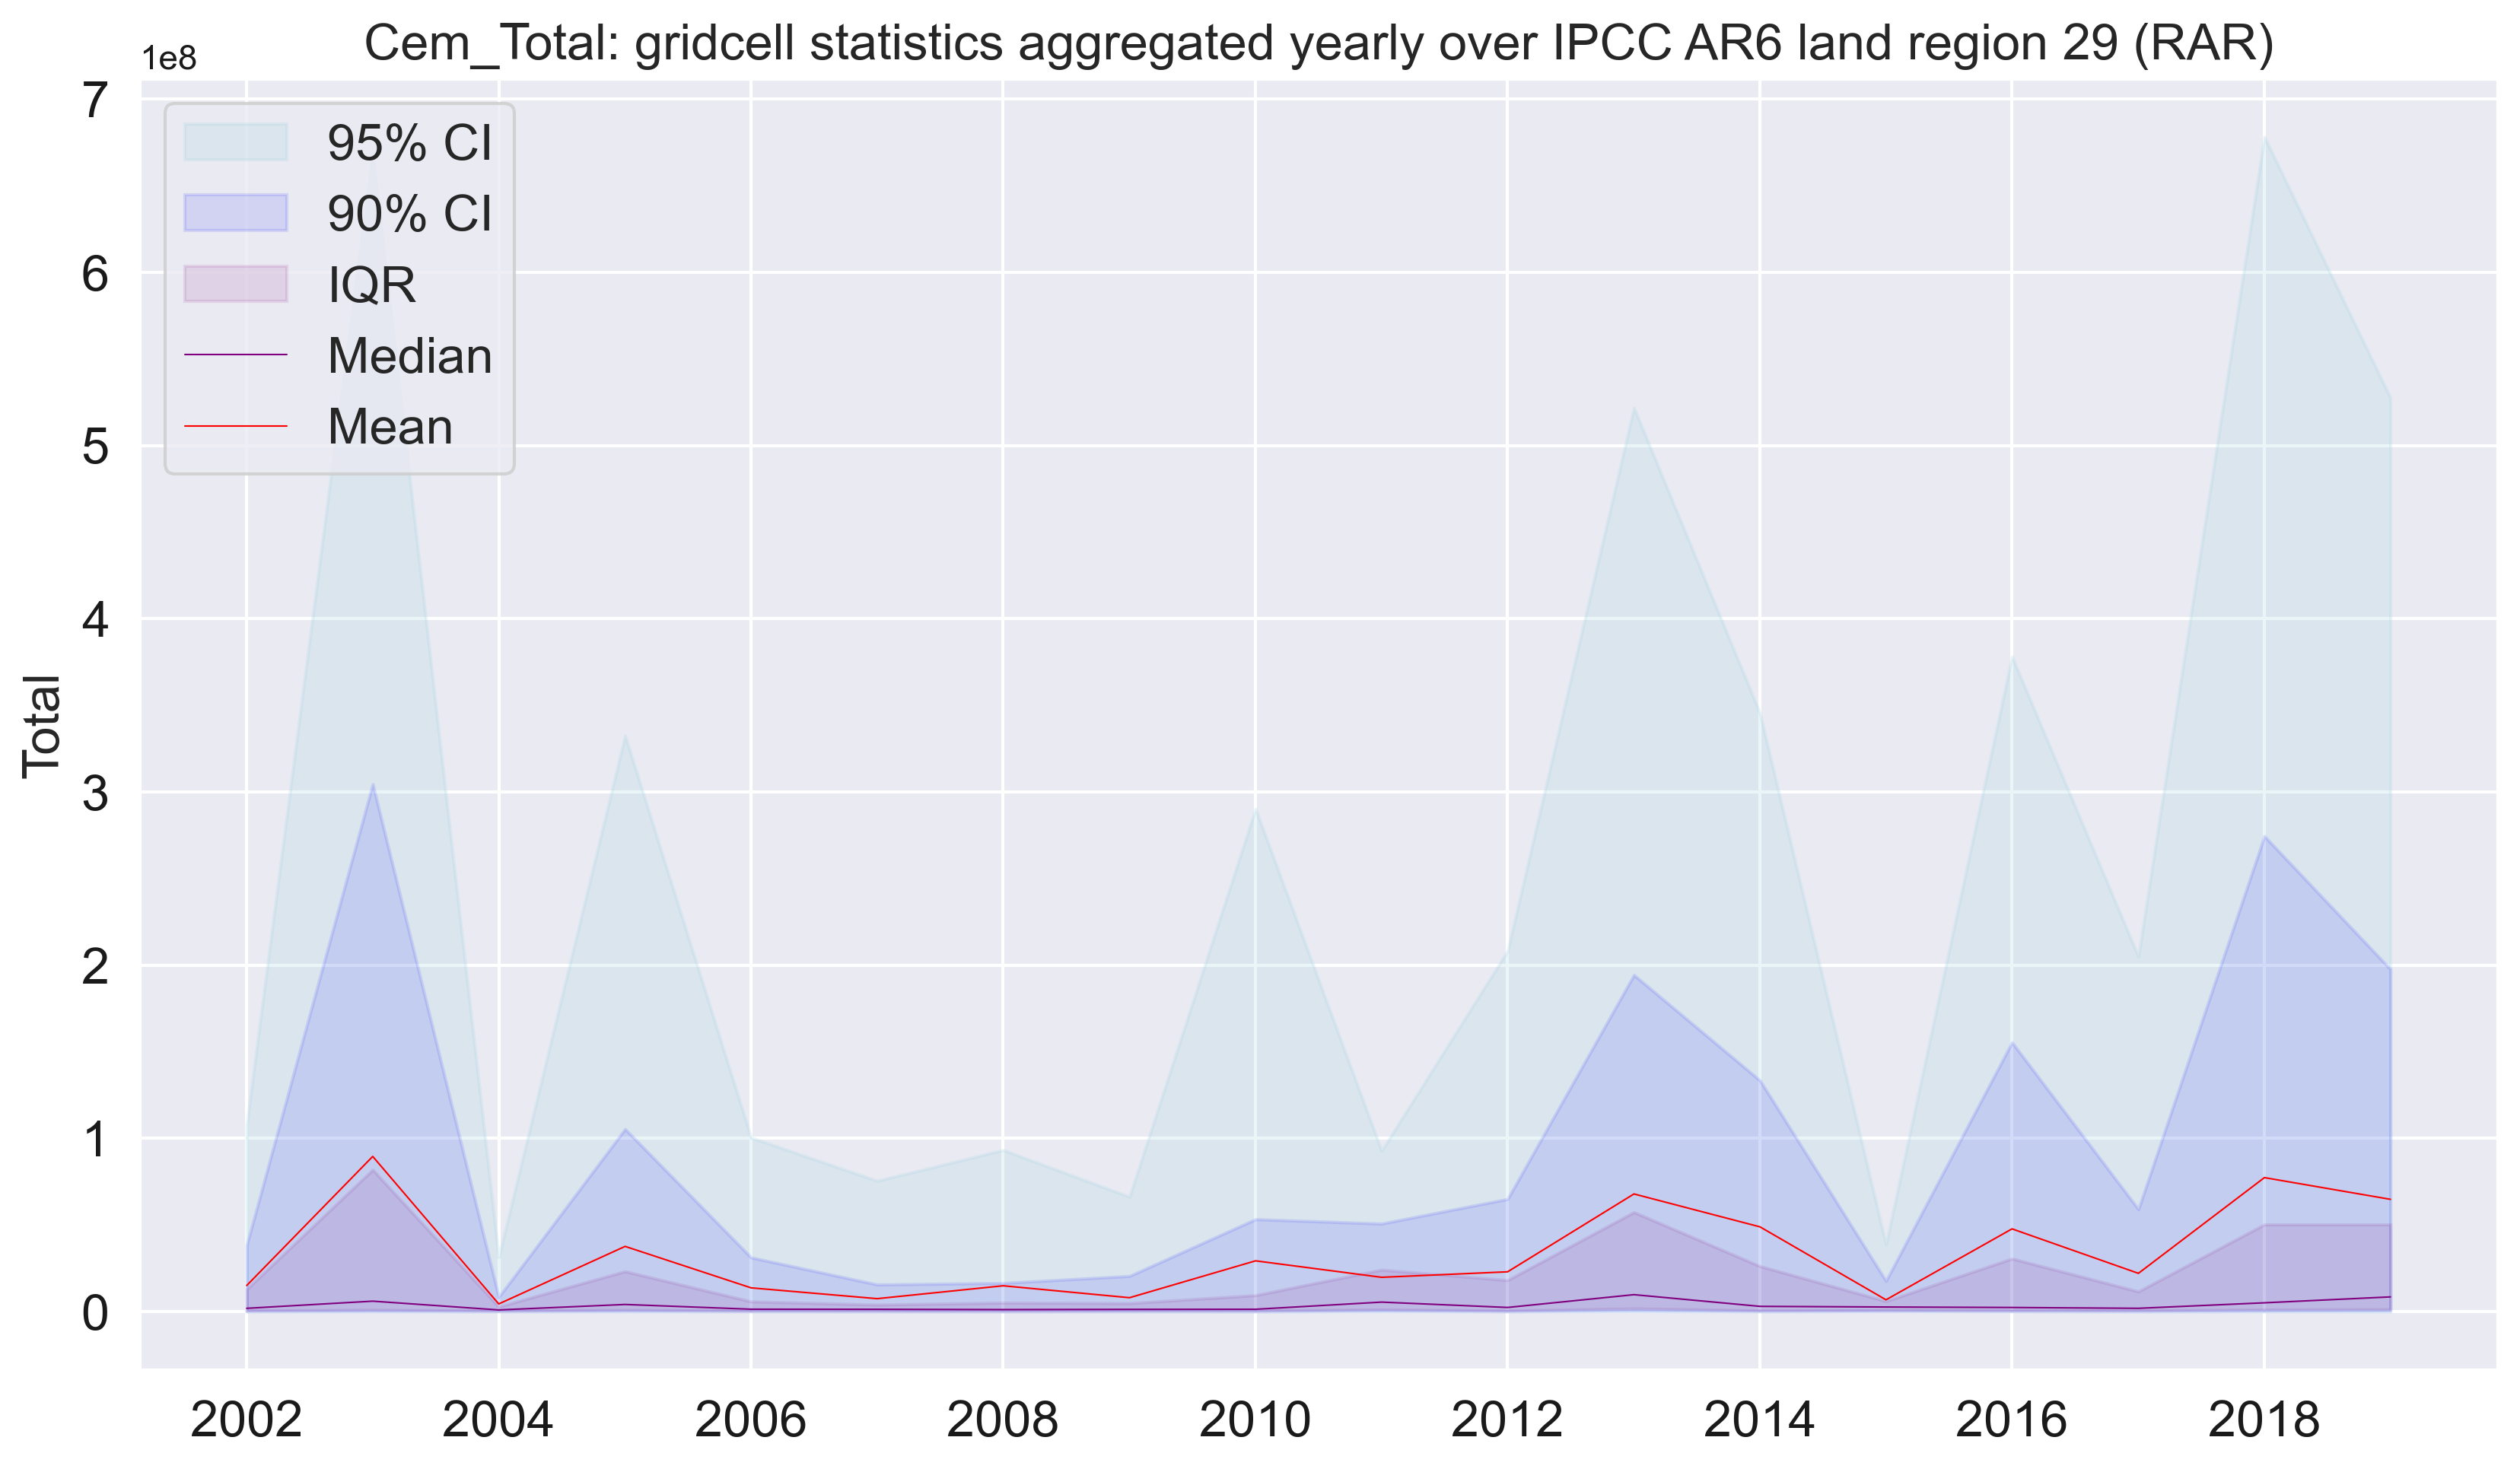 Cem_Total: gridcell statistics aggregated yearly over IPCC AR6 land region 29 (RAR)
1e8
7
6
5
4
3
2
1
0
Total
95% CI
90% CI
IQR
Median
Mean
2002 2004 2006 2008 2010 2012 2014 2016 2018